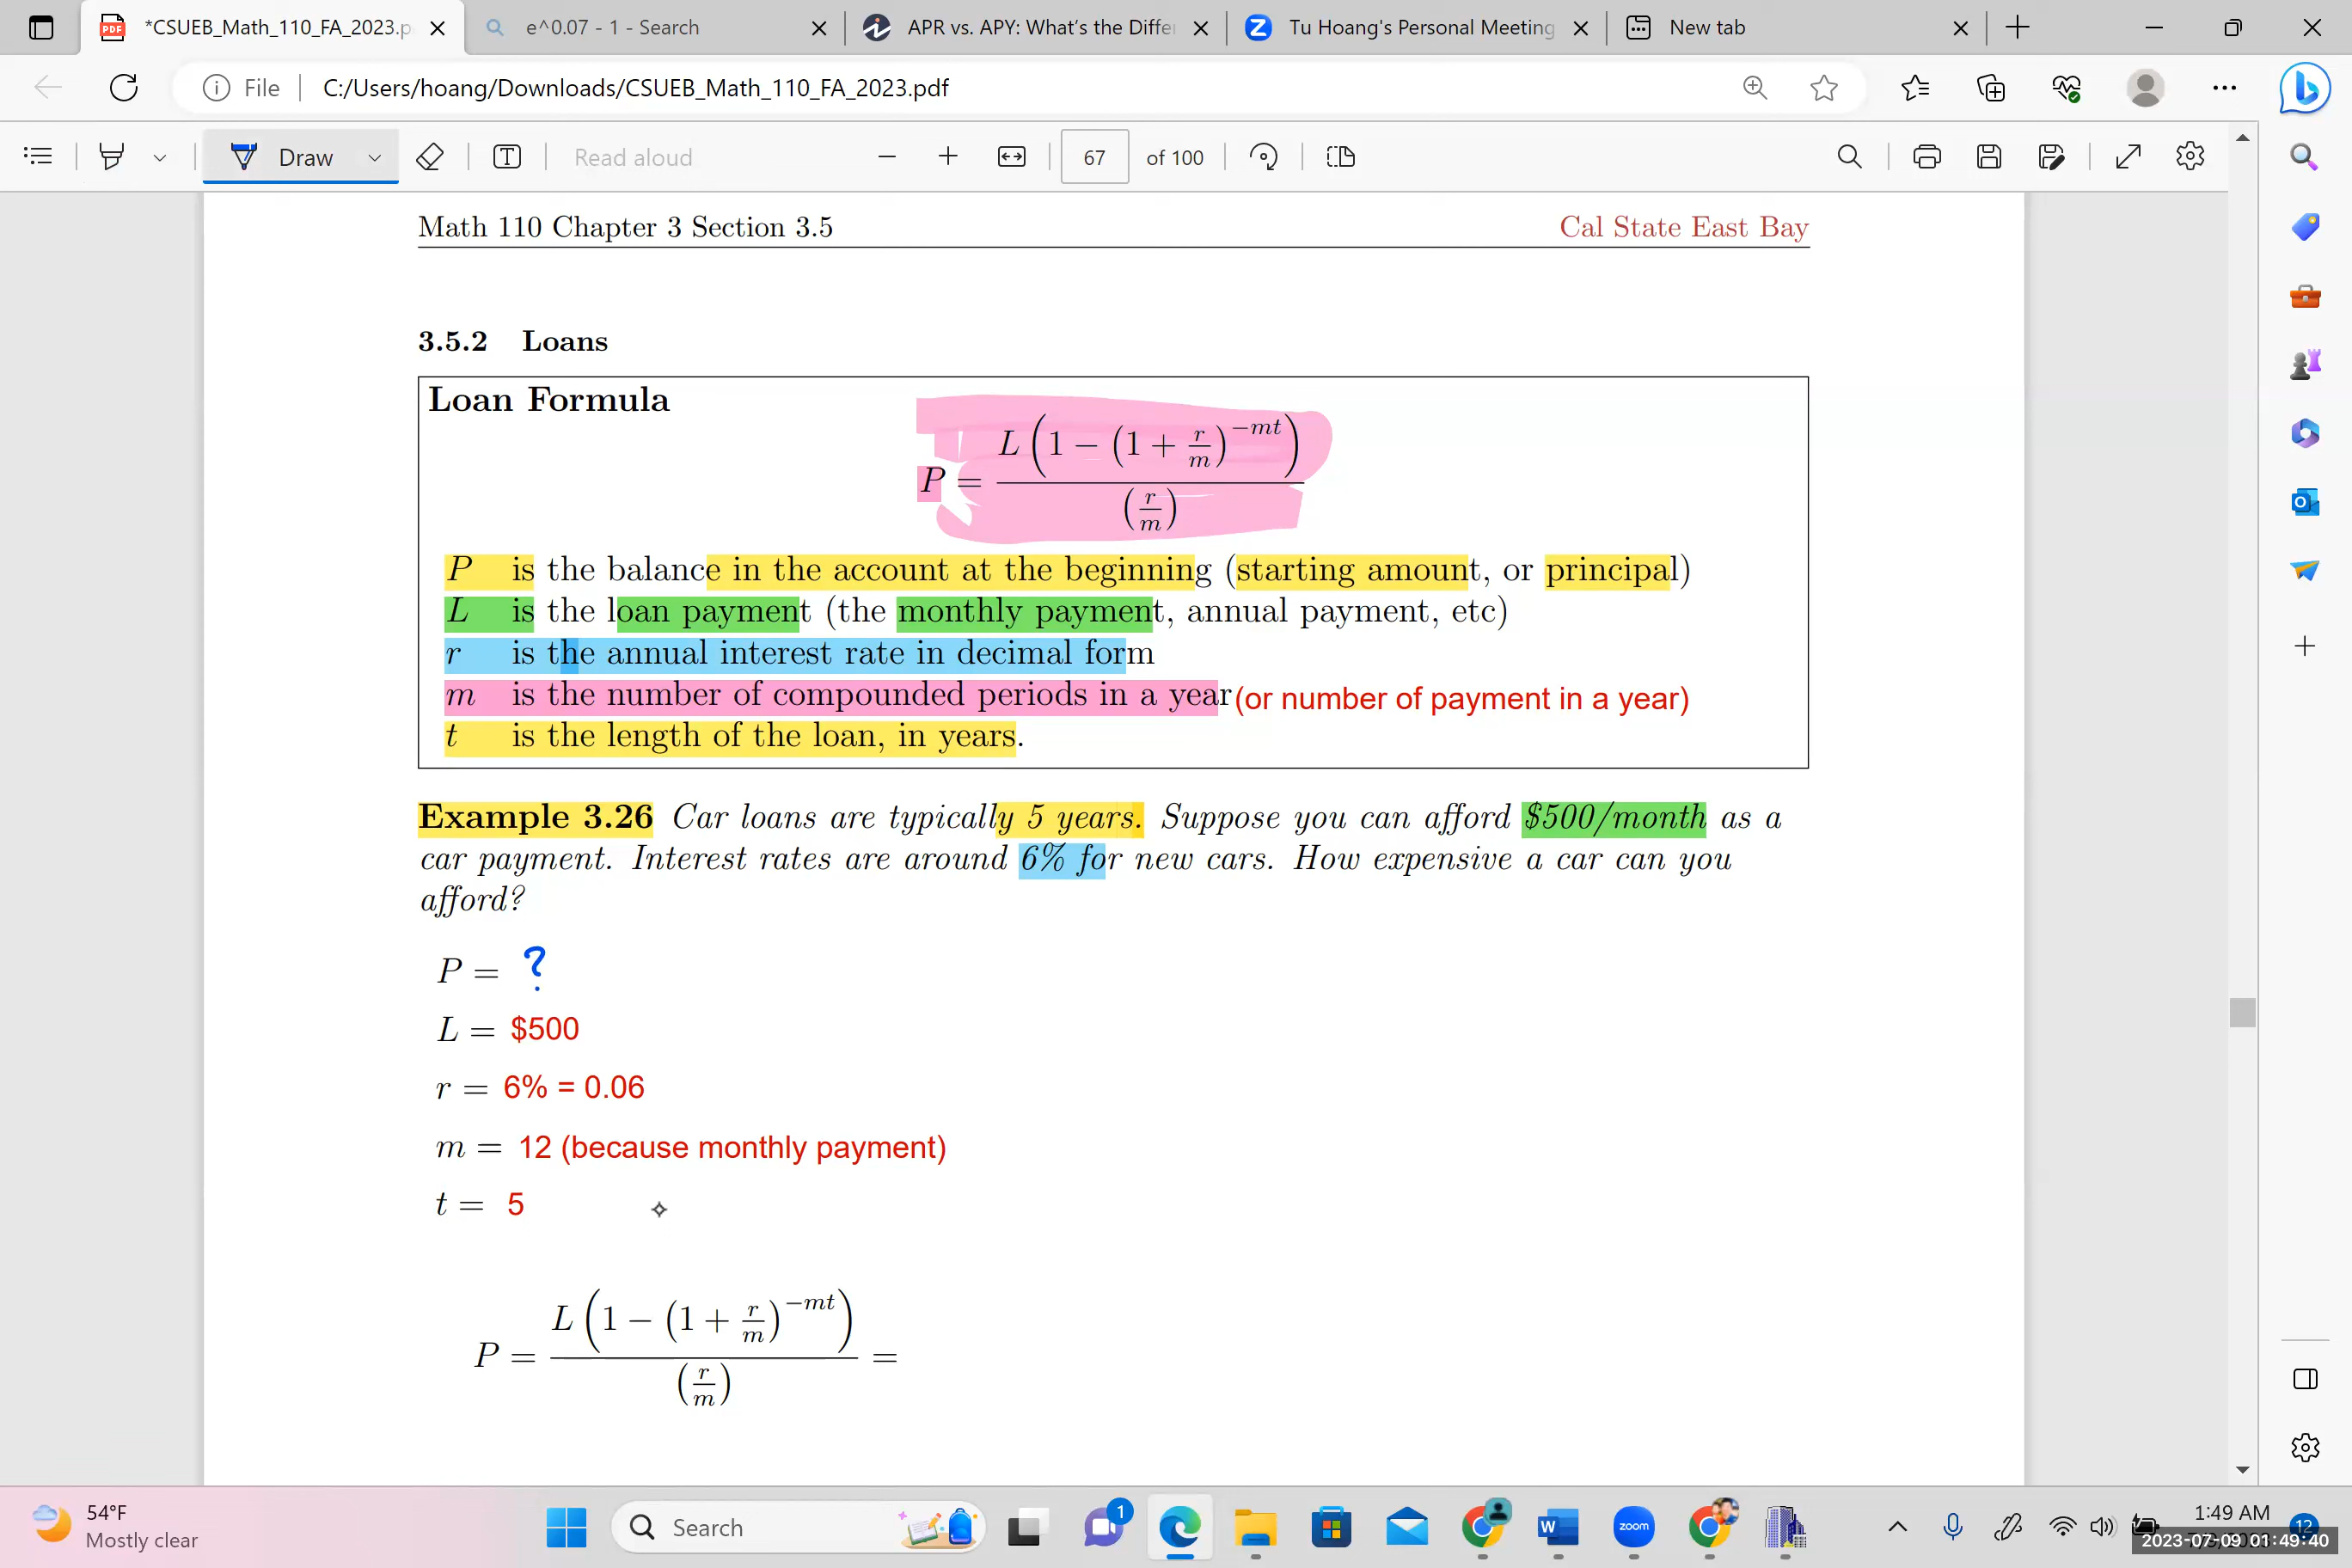 *CSUEB_Math_110_FA_2023.p
e^0.07 - 1 - Search
APR vs. APY: What's the Diffe
Tu Hoang's Personal Meeting
New tab
File
C:/Users/hoang/Downloads/CSUEB_Math_110_FA_2023.pdf
Draw
Read aloud
67 of 100
Math 110 Chapter 3 Section 3.5
Cal State East Bay
3.5.2 Loans
Loan Formula
P = L(1 − (1 + r/m)^−mt) / (r/m)
P is the balance in the account at the beginning (starting amount, or principal)
L is the loan payment (the monthly payment, annual payment, etc)
r is the annual interest rate in decimal form
m is the number of compounded periods in a year (or number of payment in a year)
t is the length of the loan, in years.
Example 3.26 Car loans are typically 5 years. Suppose you can afford $500/month as a
car payment. Interest rates are around 6% for new cars. How expensive a car can you
afford?
P = ?
L = $500
r = 6% = 0.06
m = 12 (because monthly payment)
t = 5
P = L(1 − (1 + r/m)^−mt) / (r/m) =
54°F
Mostly clear
Search
1
zoom
1:49 AM
12
2023-07-09 01:49:40